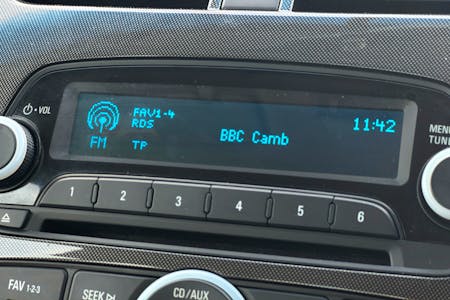 VOL
FAV1-4
RDS
11:42
FM
TP
BBC Camb
MENU
TUNE
1
2
3
4
5
6
FAV 1-2-3
SEEK
CD/AUX